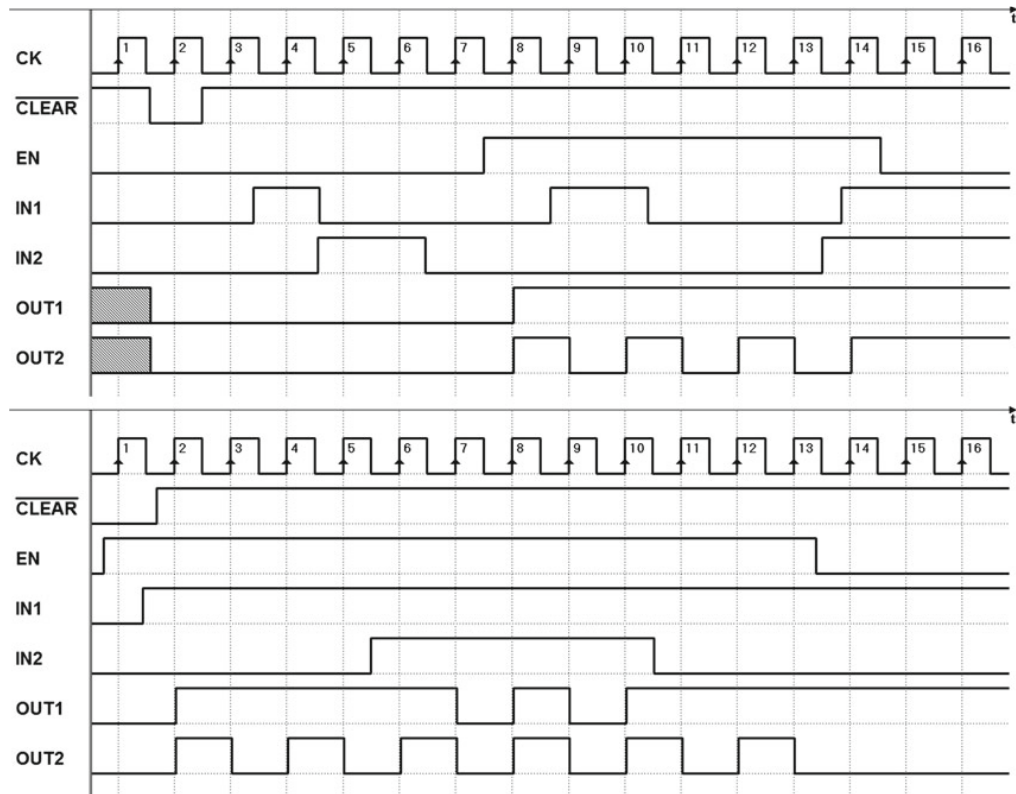 t
CK 1 2 3 4 5 6 7 8 9 10 11 12 13 14 15 16
CLEAR
EN
IN1
IN2
OUT1
OUT2
t
CK 1 2 3 4 5 6 7 8 9 10 11 12 13 14 15 16
CLEAR
EN
IN1
IN2
OUT1
OUT2